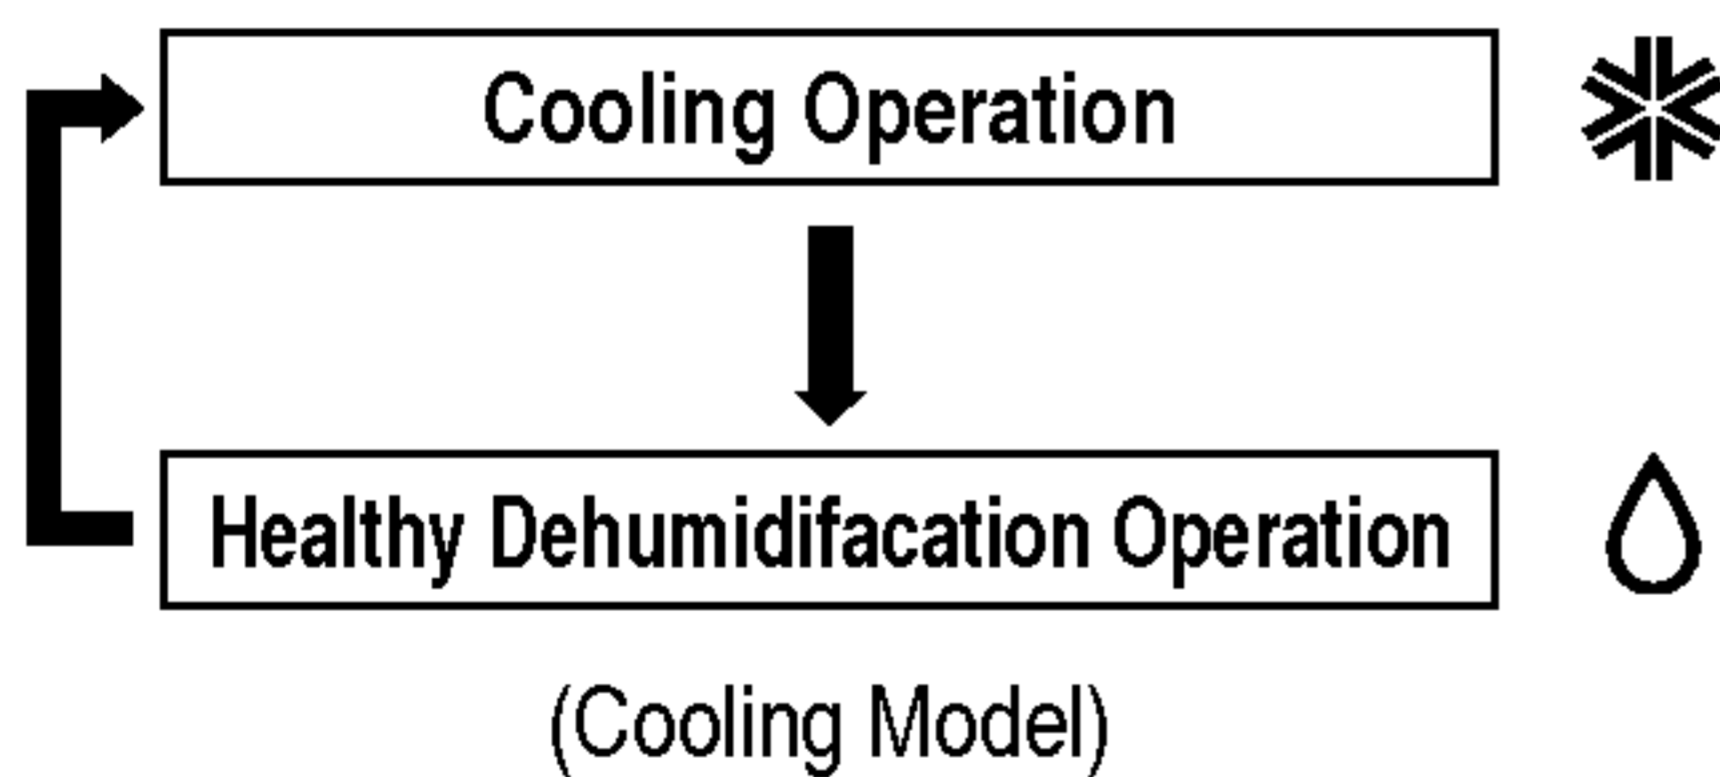 Cooling Operation
Healthy Dehumidifacation Operation
(Cooling Model)